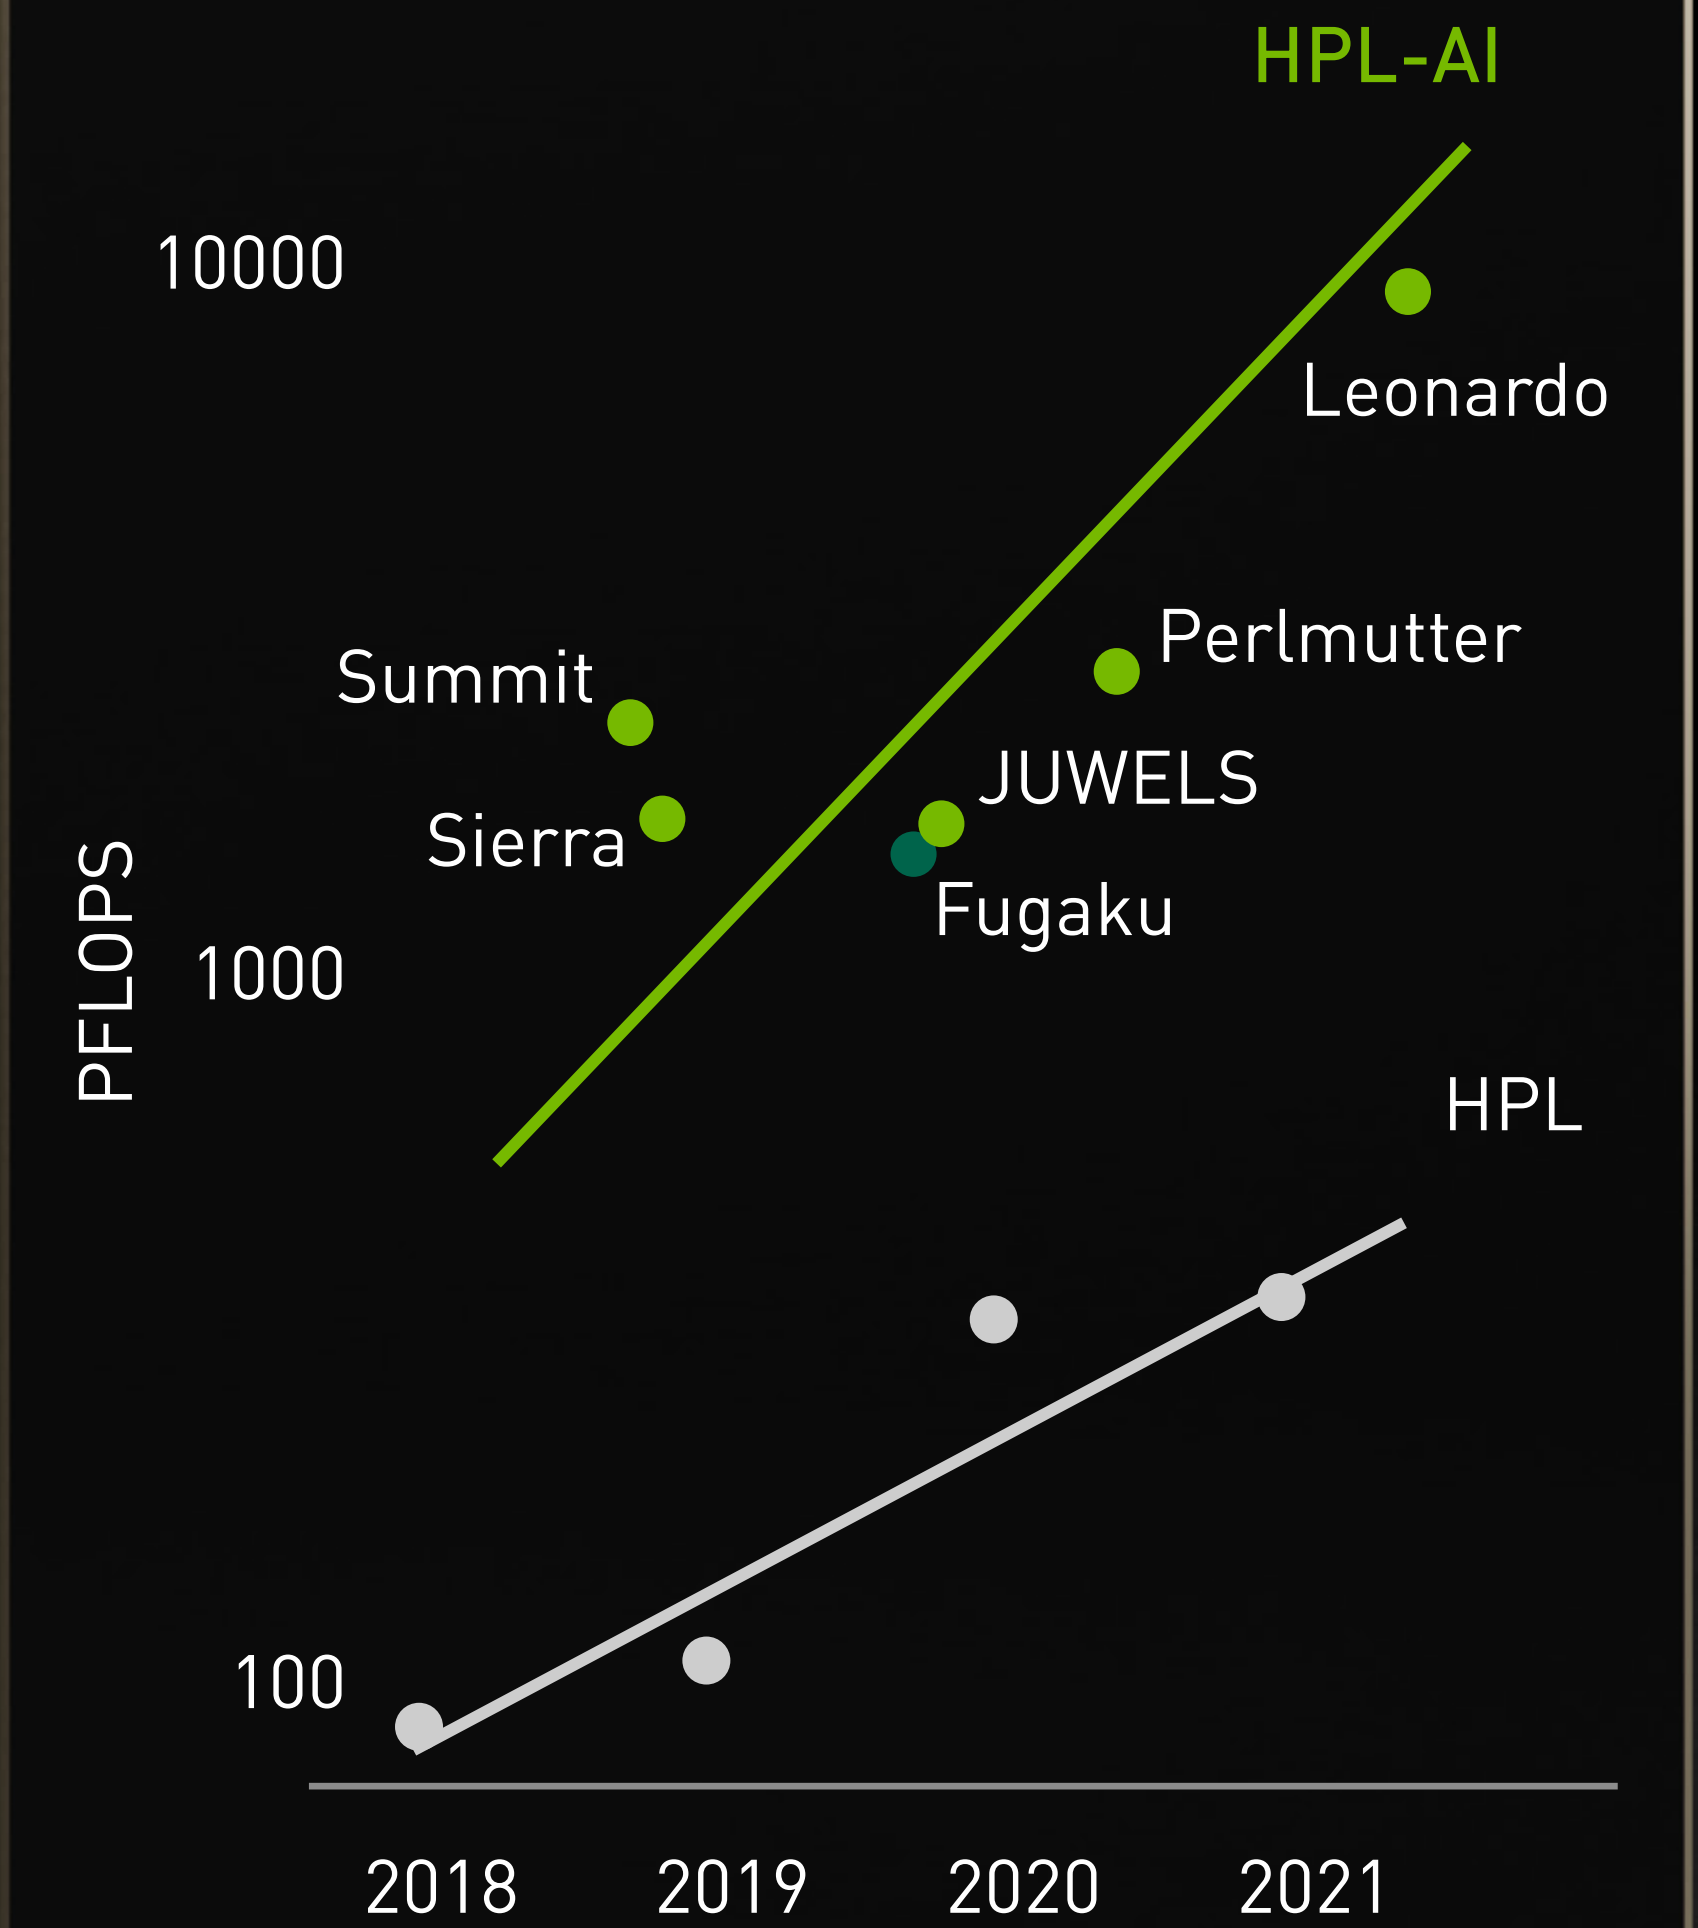 HPL-AI
10000
Leonardo
Perlmutter
Summit
JUWELS
Sierra
Fugaku
PFLOPS
1000
HPL
100
2018 2019 2020 2021